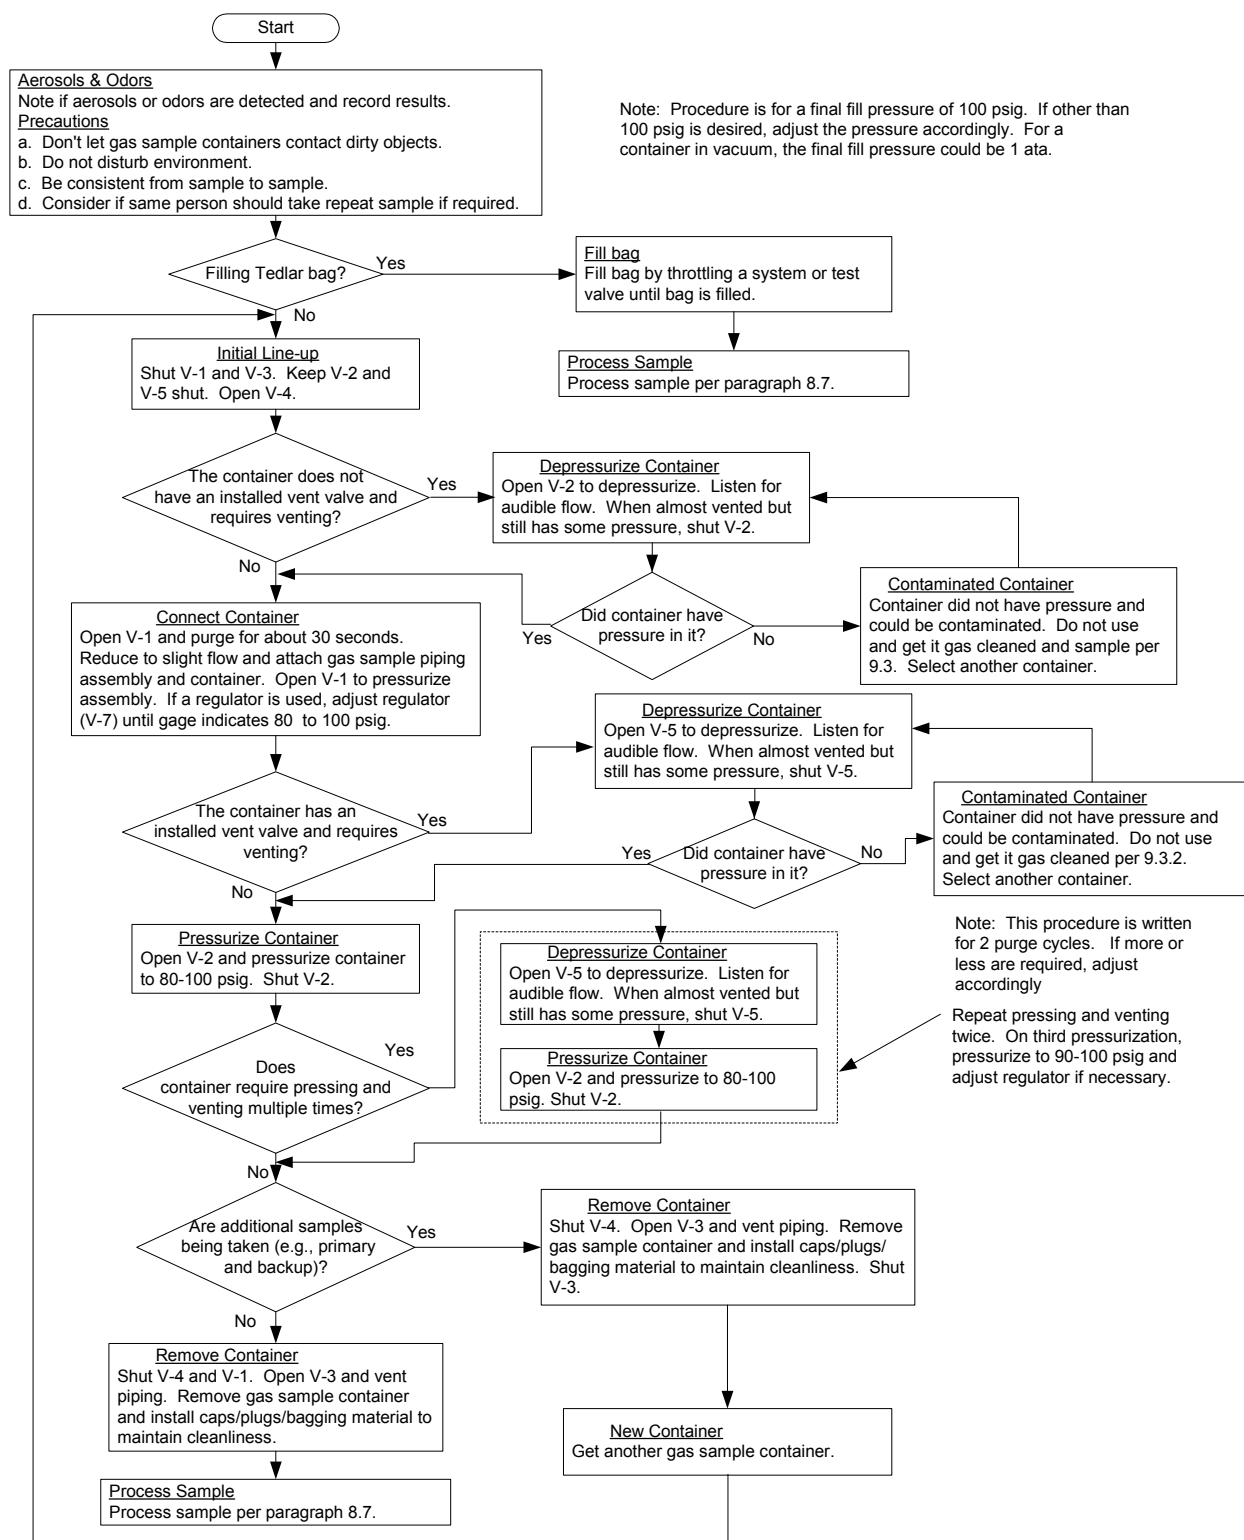 Start
Aerosols & Odors
Note if aerosols or odors are detected and record results.
Precautions
a. Don't let gas sample containers contact dirty objects.
b. Do not disturb environment.
c. Be consistent from sample to sample.
d. Consider if same person should take repeat sample if required.
Note: Procedure is for a final fill pressure of 100 psig. If other than
100 psig is desired, adjust the pressure accordingly. For a
container in vacuum, the final fill pressure could be 1 ata.
Filling Tedlar bag?
Yes
No
Fill bag
Fill bag by throttling a system or test
valve until bag is filled.
Process Sample
Process sample per paragraph 8.7.
Initial Line-up
Shut V-1 and V-3. Keep V-2 and
V-5 shut. Open V-4.
The container does not
have an installed vent valve and
requires venting?
Yes
No
Depressurize Container
Open V-2 to depressurize. Listen for
audible flow. When almost vented but
still has some pressure, shut V-2.
Did container have
pressure in it?
Yes
No
Contaminated Container
Container did not have pressure and
could be contaminated. Do not use
and get it gas cleaned and sample per
9.3. Select another container.
Connect Container
Open V-1 and purge for about 30 seconds.
Reduce to slight flow and attach gas sample piping
assembly and container. Open V-1 to pressurize
assembly. If a regulator is used, adjust regulator
(V-7) until gage indicates 80 to 100 psig.
Depressurize Container
Open V-5 to depressurize. Listen for
audible flow. When almost vented but
still has some pressure, shut V-5.
The container has an
installed vent valve and requires
venting?
Yes
No
Did container have
pressure in it?
Yes
No
Contaminated Container
Container did not have pressure and
could be contaminated. Do not use
and get it gas cleaned per 9.3.2.
Select another container.
Pressurize Container
Open V-2 and pressurize container
to 80-100 psig. Shut V-2.
Depressurize Container
Open V-5 to depressurize. Listen for
audible flow. When almost vented but
still has some pressure, shut V-5.
Pressurize Container
Open V-2 and pressurize to 80-100
psig. Shut V-2.
Note: This procedure is written
for 2 purge cycles. If more or
less are required, adjust
accordingly
Repeat pressing and venting
twice. On third pressurization,
pressurize to 90-100 psig and
adjust regulator if necessary.
Does
container require pressing and
venting multiple times?
Yes
No
Are additional samples
being taken (e.g., primary
and backup)?
Yes
No
Remove Container
Shut V-4. Open V-3 and vent piping. Remove
gas sample container and install caps/plugs/
bagging material to maintain cleanliness. Shut
V-3.
Remove Container
Shut V-4 and V-1. Open V-3 and vent
piping. Remove gas sample container
and install caps/plugs/bagging material to
maintain cleanliness.
New Container
Get another gas sample container.
Process Sample
Process sample per paragraph 8.7.